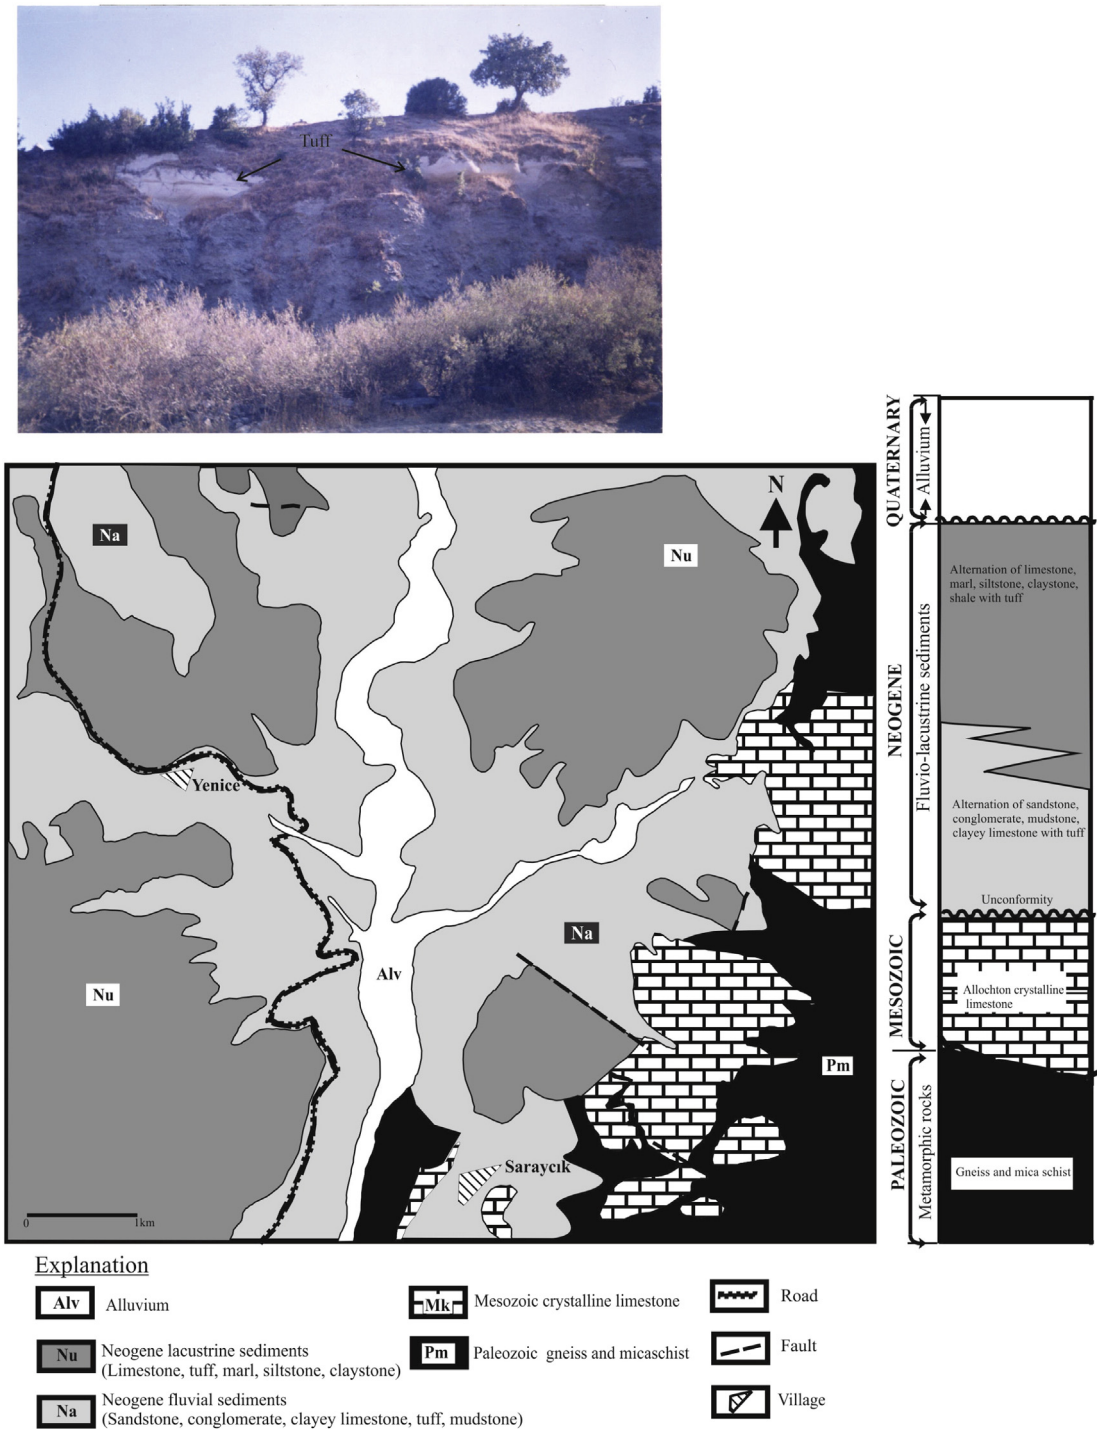 Tuff
N
Na
Nu
Yenice
Na
Alv
Nu
Pm
Saraycık
0
1km
QUATERNARY
Alluvium
NEOGENE
Fluvio-lacustrine sediments
Alternation of limestone,
marl, siltstone, claystone,
shale with tuff
Alternation of sandstone,
conglomerate, mudstone,
clayey limestone with tuff
Unconformity
MESOZOIC
Allochton crystalline
limestone
PALEOZOIC
Metamorphic rocks
Gneiss and mica schist
Explanation
Alv Alluvium
Nu Neogene lacustrine sediments
(Limestone, tuff, marl, siltstone, claystone)
Na Neogene fluvial sediments
(Sandstone, conglomerate, clayey limestone, tuff, mudstone)
Mk Mesozoic crystalline limestone
Pm Paleozoic gneiss and micaschist
Road
Fault
Village